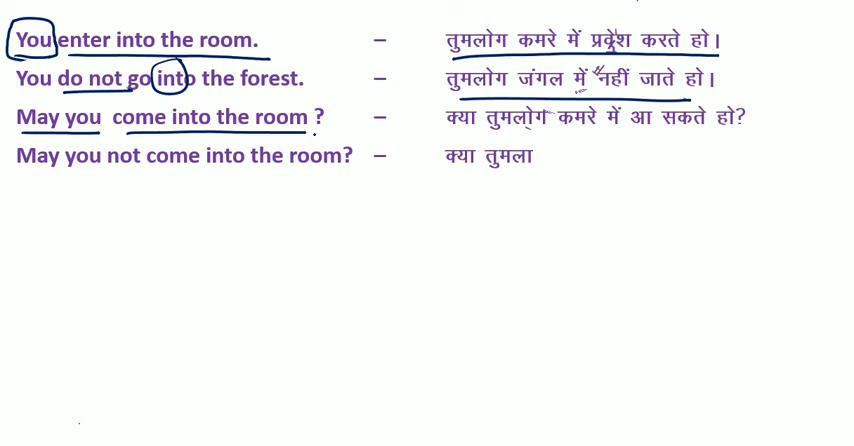 You enter into the room. – तुमलोग कमरे में प्रवेश करते हो।
You do not go into the forest. – तुमलोग जंगल में नहीं जाते हो।
May you come into the room ? – क्या तुमलोग कमरे में आ सकते हो?
May you not come into the room? – क्या तुमला